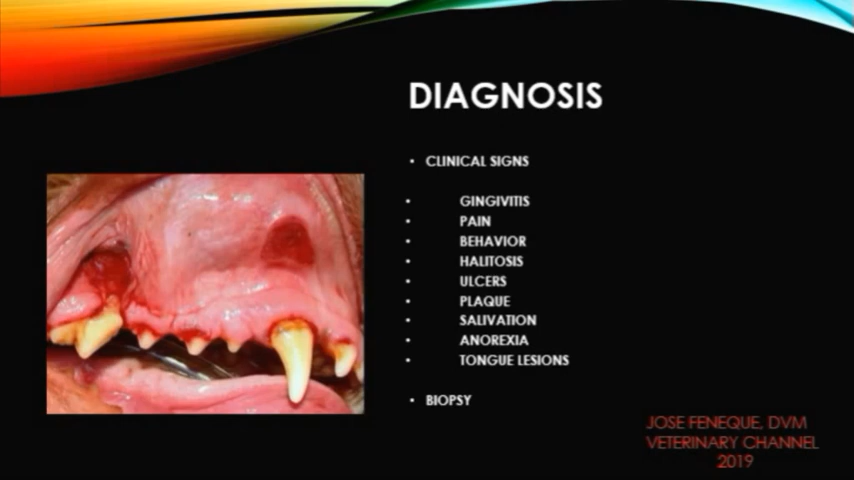 DIAGNOSIS
• CLINICAL SIGNS
• GINGIVITIS
• PAIN
• BEHAVIOR
• HALITOSIS
• ULCERS
• PLAQUE
• SALIVATION
• ANOREXIA
• TONGUE LESIONS
• BIOPSY
JOSE FENEQUE, DVM
VETERINARY CHANNEL
2019